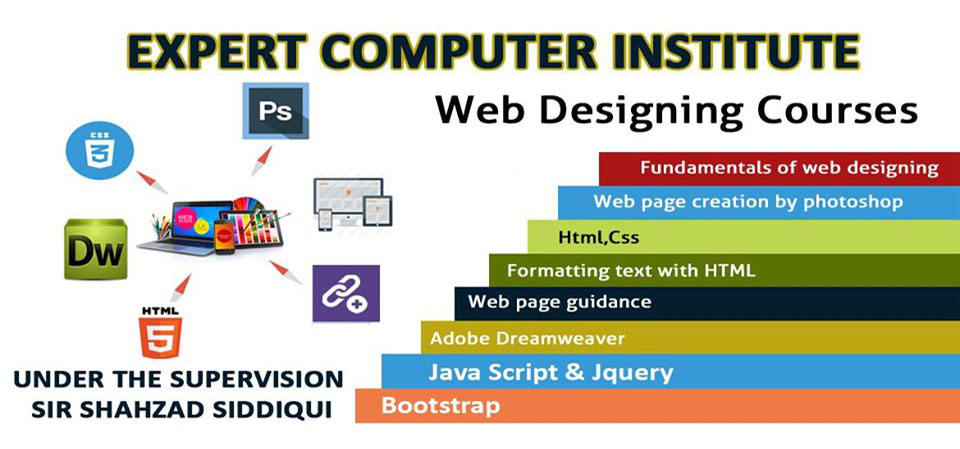 EXPERT COMPUTER INSTITUTE
Web Designing Courses
Ps
CSS
3
Dw
HTML
5
UNDER THE SUPERVISION
SIR SHAHZAD SIDDIQUI
Fundamentals of web designing
Web page creation by photoshop
Html,Css
Formatting text with HTML
Web page guidance
Adobe Dreamweaver
Java Script & Jquery
Bootstrap